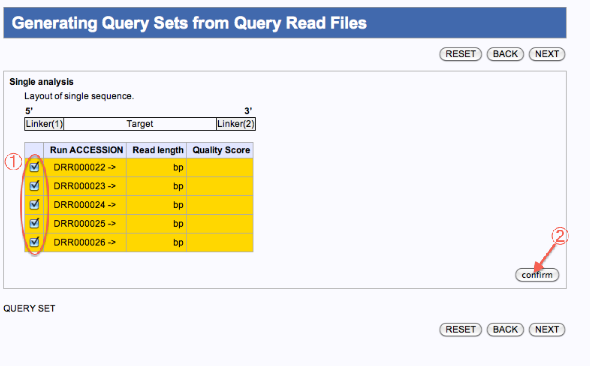 Generating Query Sets from Query Read Files
RESET BACK NEXT
Single analysis
Layout of single sequence.
5' 3'
Linker(1) Target Linker(2)
Run ACCESSION Read length Quality Score
① DRR000022 -> bp
DRR000023 -> bp
DRR000024 -> bp
DRR000025 -> bp
DRR000026 -> bp
②
confirm
QUERY SET
RESET BACK NEXT